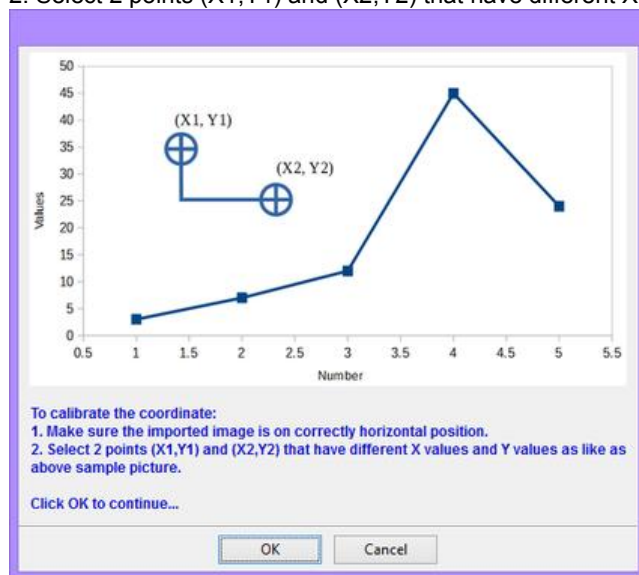 2. Select 2 points (X1,Y1) and (X2,Y2) that have different X
50
45
40
35
30
25
20
15
10
5
0
Values
(X1, Y1)
(X2, Y2)
0.5 1 1.5 2 2.5 3 3.5 4 4.5 5 5.5
Number
To calibrate the coordinate:
1. Make sure the imported image is on correctly horizontal position.
2. Select 2 points (X1,Y1) and (X2,Y2) that have different X values and Y values as like as
above sample picture.
Click OK to continue...
OK Cancel